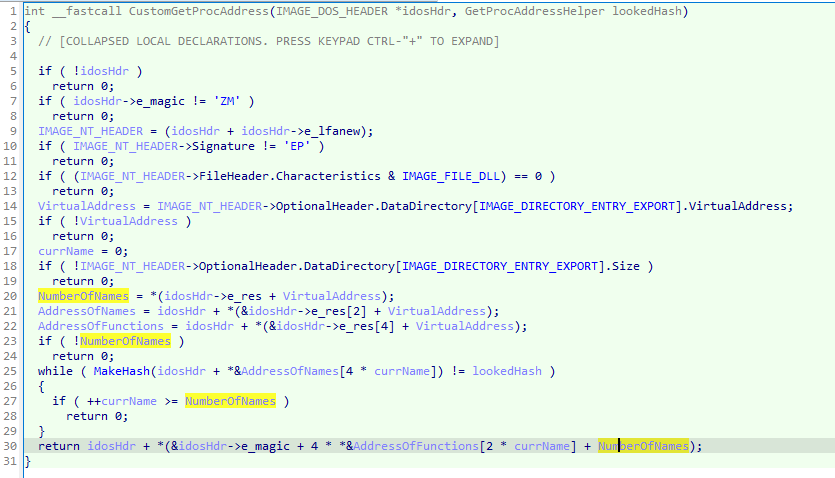 1 int __fastcall CustomGetProcAddress(IMAGE_DOS_HEADER *idosHdr, GetProcAddressHelper lookedHash)
2 {
3   // [COLLAPSED LOCAL DECLARATIONS. PRESS KEYPAD CTRL-"+" TO EXPAND]
4
5   if ( !idosHdr )
6     return 0;
7   if ( idosHdr->e_magic != 'ZM' )
8     return 0;
9   IMAGE_NT_HEADER = (idosHdr + idosHdr->e_lfanew);
10   if ( IMAGE_NT_HEADER->Signature != 'EP' )
11     return 0;
12   if ( (IMAGE_NT_HEADER->FileHeader.Characteristics & IMAGE_FILE_DLL) == 0 )
13     return 0;
14   VirtualAddress = IMAGE_NT_HEADER->OptionalHeader.DataDirectory[IMAGE_DIRECTORY_ENTRY_EXPORT].VirtualAddress;
15   if ( !VirtualAddress )
16     return 0;
17   currName = 0;
18   if ( !IMAGE_NT_HEADER->OptionalHeader.DataDirectory[IMAGE_DIRECTORY_ENTRY_EXPORT].Size )
19     return 0;
20   NumberOfNames = *(idosHdr->e_res + VirtualAddress);
21   AddressOfNames = idosHdr + *(&idosHdr->e_res[2] + VirtualAddress);
22   AddressOfFunctions = idosHdr + *(&idosHdr->e_res[4] + VirtualAddress);
23   if ( !NumberOfNames )
24     return 0;
25   while ( MakeHash(idosHdr + *&AddressOfNames[4 * currName]) != lookedHash )
26   {
27     if ( ++currName >= NumberOfNames )
28       return 0;
29   }
30   return idosHdr + *(&idosHdr->e_magic + 4 * *&AddressOfFunctions[2 * currName] + NumberOfNames);
31 }